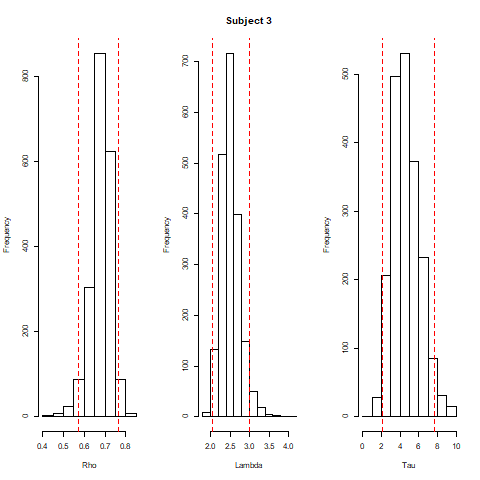 Subject 3
Frequency
0 200 400 600 800
0.4 0.5 0.6 0.7 0.8
Rho
Frequency
0 100 200 300 400 500 600 700
2.0 2.5 3.0 3.5 4.0
Lambda
Frequency
0 100 200 300 400 500
0 2 4 6 8 10
Tau